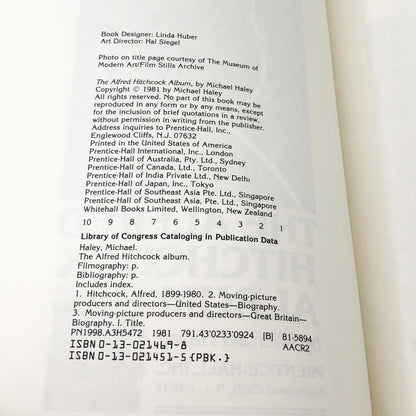 Book Designer: Linda Huber
Art Director: Hal Siegel
Photo on title page courtesy of The Museum of
Modern Art/Film Stills Archive
The Alfred Hitchcock Album, by Michael Haley
Copyright © 1981 by Michael Haley
All rights reserved. No part of this book may be
reproduced in any form or by any means, except
for the inclusion of brief quotations in a review,
without permission in writing from the publisher.
Address inquiries to Prentice-Hall, Inc.,
Englewood Cliffs, N.J. 07632
Printed in the United States of America
Prentice-Hall International, Inc., London
Prentice-Hall of Australia, Pty. Ltd., Sydney
Prentice-Hall of Canada, Ltd., Toronto
Prentice-Hall of India Private Ltd., New Delhi
Prentice-Hall of Japan, Inc., Tokyo
Prentice-Hall of Southeast Asia Pte. Ltd., Singapore
Prentice-Hall of Southeast Asia Pte. Ltd., Singapore
Whitehall Books Limited, Wellington, New Zealand
10 9 8 7 6 5 4 3 2 1
Library of Congress Cataloging in Publication Data
Haley, Michael.
The Alfred Hitchcock album.
Filmography: p.
Bibliography: p.
Includes index.
1. Hitchcock, Alfred, 1899-1980. 2. Moving-picture
producers and directors—United States—Biography.
3. Moving-picture producers and directors—Great Britain—
Biography. I. Title.
PN1998.A3H5472 1981 791.43'0233'0924 [B] 81-5894
ISBN 0-13-021469-8 AACR2
ISBN 0-13-021451-5 {PBK.}